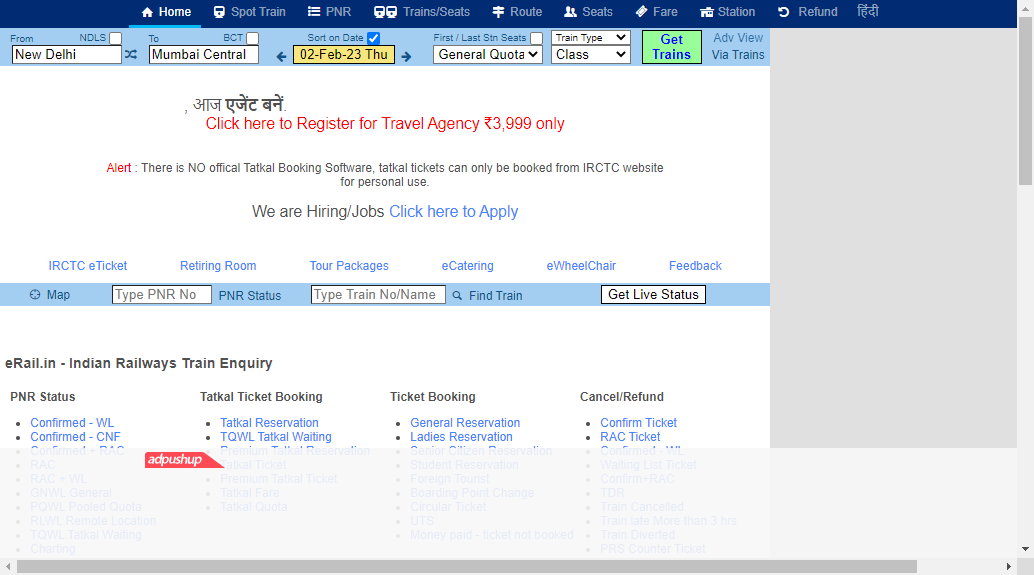 Home Spot Train PNR Trains/Seats Route Seats Fare Station Refund हिंदी
From NDLS To BCT Sort on Date First / Last Stn Seats Train Type Get Trains Adv View
New Delhi Mumbai Central 02-Feb-23 Thu General Quota Class Via Trains
, आज एजेंट बनें.
Click here to Register for Travel Agency ₹3,999 only
Alert : There is NO offical Tatkal Booking Software, tatkal tickets can only be booked from IRCTC website
for personal use.
We are Hiring/Jobs Click here to Apply
IRCTC eTicket Retiring Room Tour Packages eCatering eWheelChair Feedback
Map Type PNR No PNR Status Type Train No/Name Find Train Get Live Status
eRail.in - Indian Railways Train Enquiry
PNR Status Tatkal Ticket Booking Ticket Booking Cancel/Refund
Confirmed - WL Tatkal Reservation General Reservation Confirm Ticket
Confirmed - CNF TQWL Tatkal Waiting Ladies Reservation RAC Ticket
Confirmed + RAC Premium Tatkal Reservation Senior Citizen Reservation Confirmed - WL
adpushup
RAC Tatkal Ticket Student Reservation Waiting List Ticket
RAC + WL Premium Tatkal Ticket Foreign Tourist Confirm+RAC
GNWL General Tatkal Fare Boarding Point Change TDR
PQWL Pooled Quota Tatkal Quota Circular Ticket Train Cancelled
RLWL Remote Location UTS Train late More than 3 hrs
TQWL Tatkal Waiting Money paid - ticket not booked Train Diverted
Charting PRS Counter Ticket